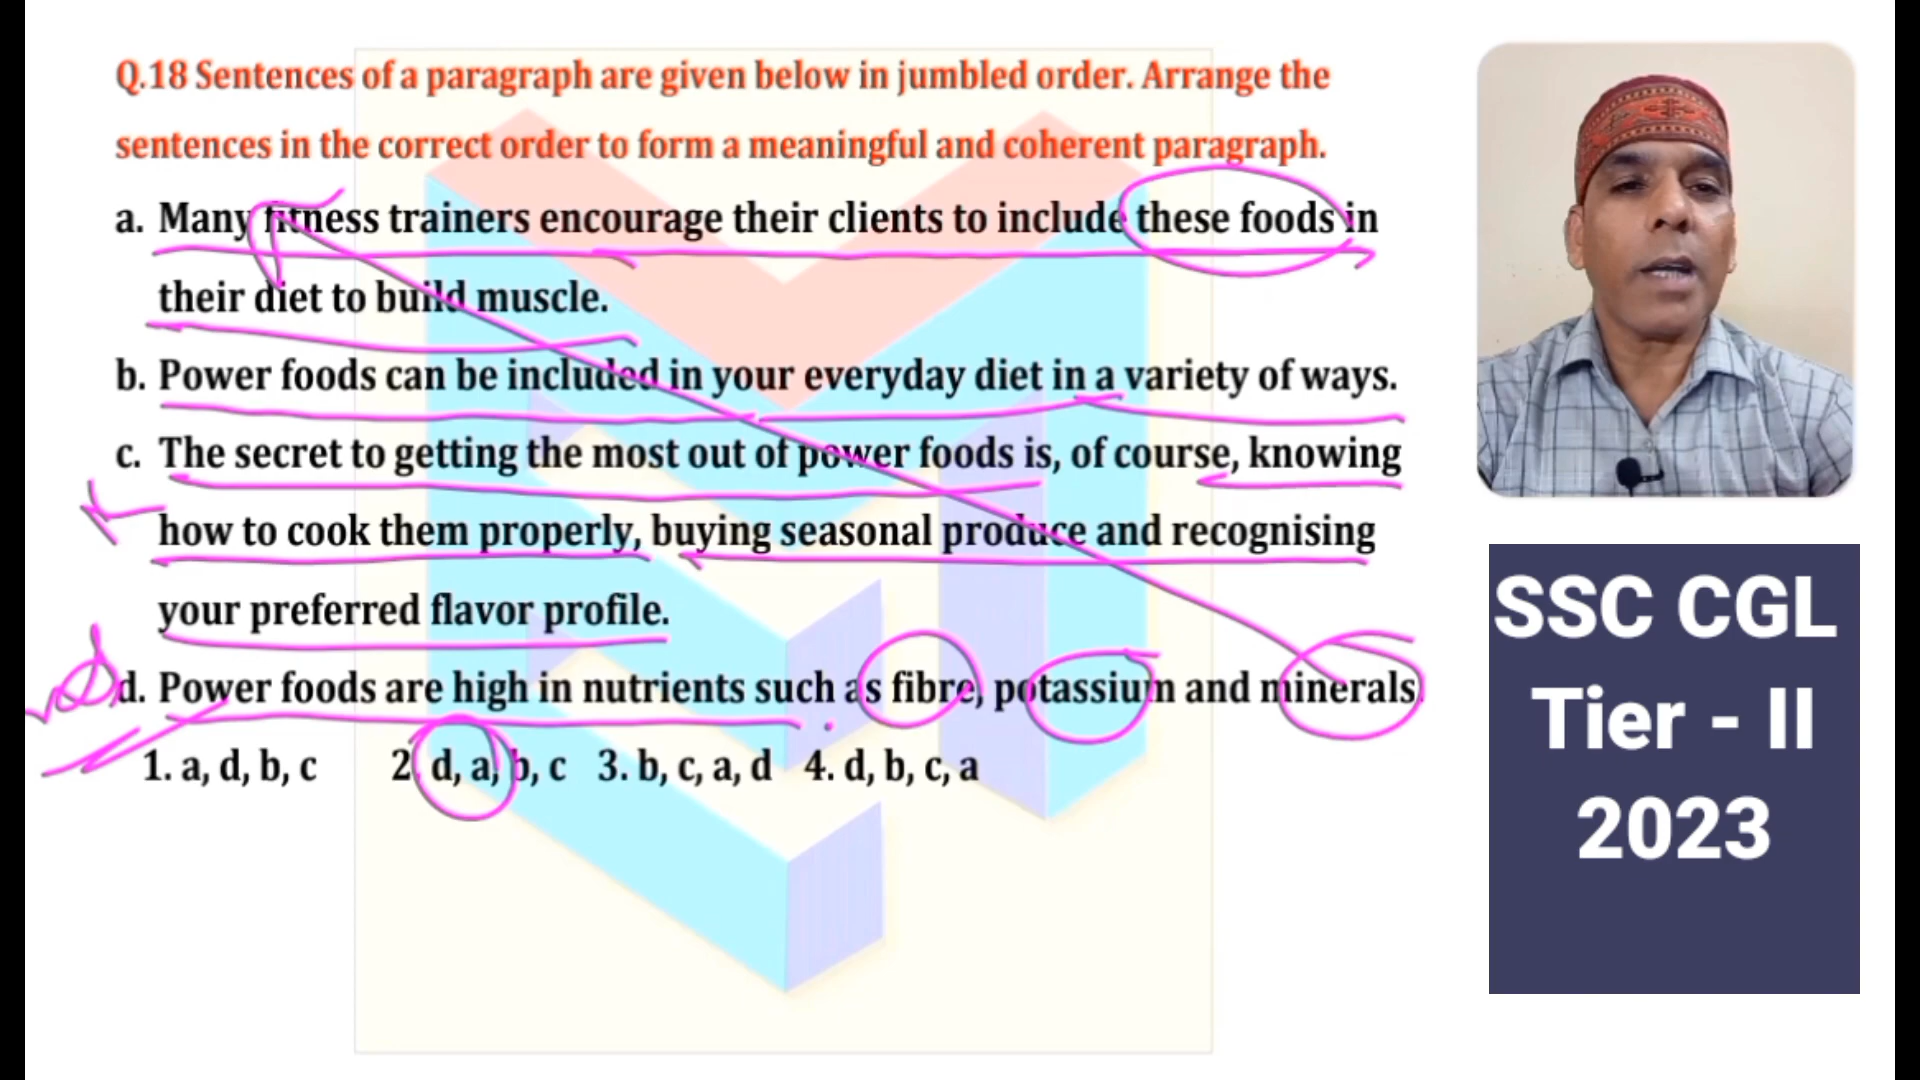 Q.18 Sentences of a paragraph are given below in jumbled order. Arrange the
sentences in the correct order to form a meaningful and coherent paragraph.
a. Many fitness trainers encourage their clients to include these foods in
their diet to build muscle.
b. Power foods can be included in your everyday diet in a variety of ways.
c. The secret to getting the most out of power foods is, of course, knowing
how to cook them properly, buying seasonal produce and recognising
your preferred flavor profile.
d. Power foods are high in nutrients such as fibre, potassium and minerals.
1. a, d, b, c 2. d, a, b, c 3. b, c, a, d 4. d, b, c, a
SSC CGL
Tier - II
2023